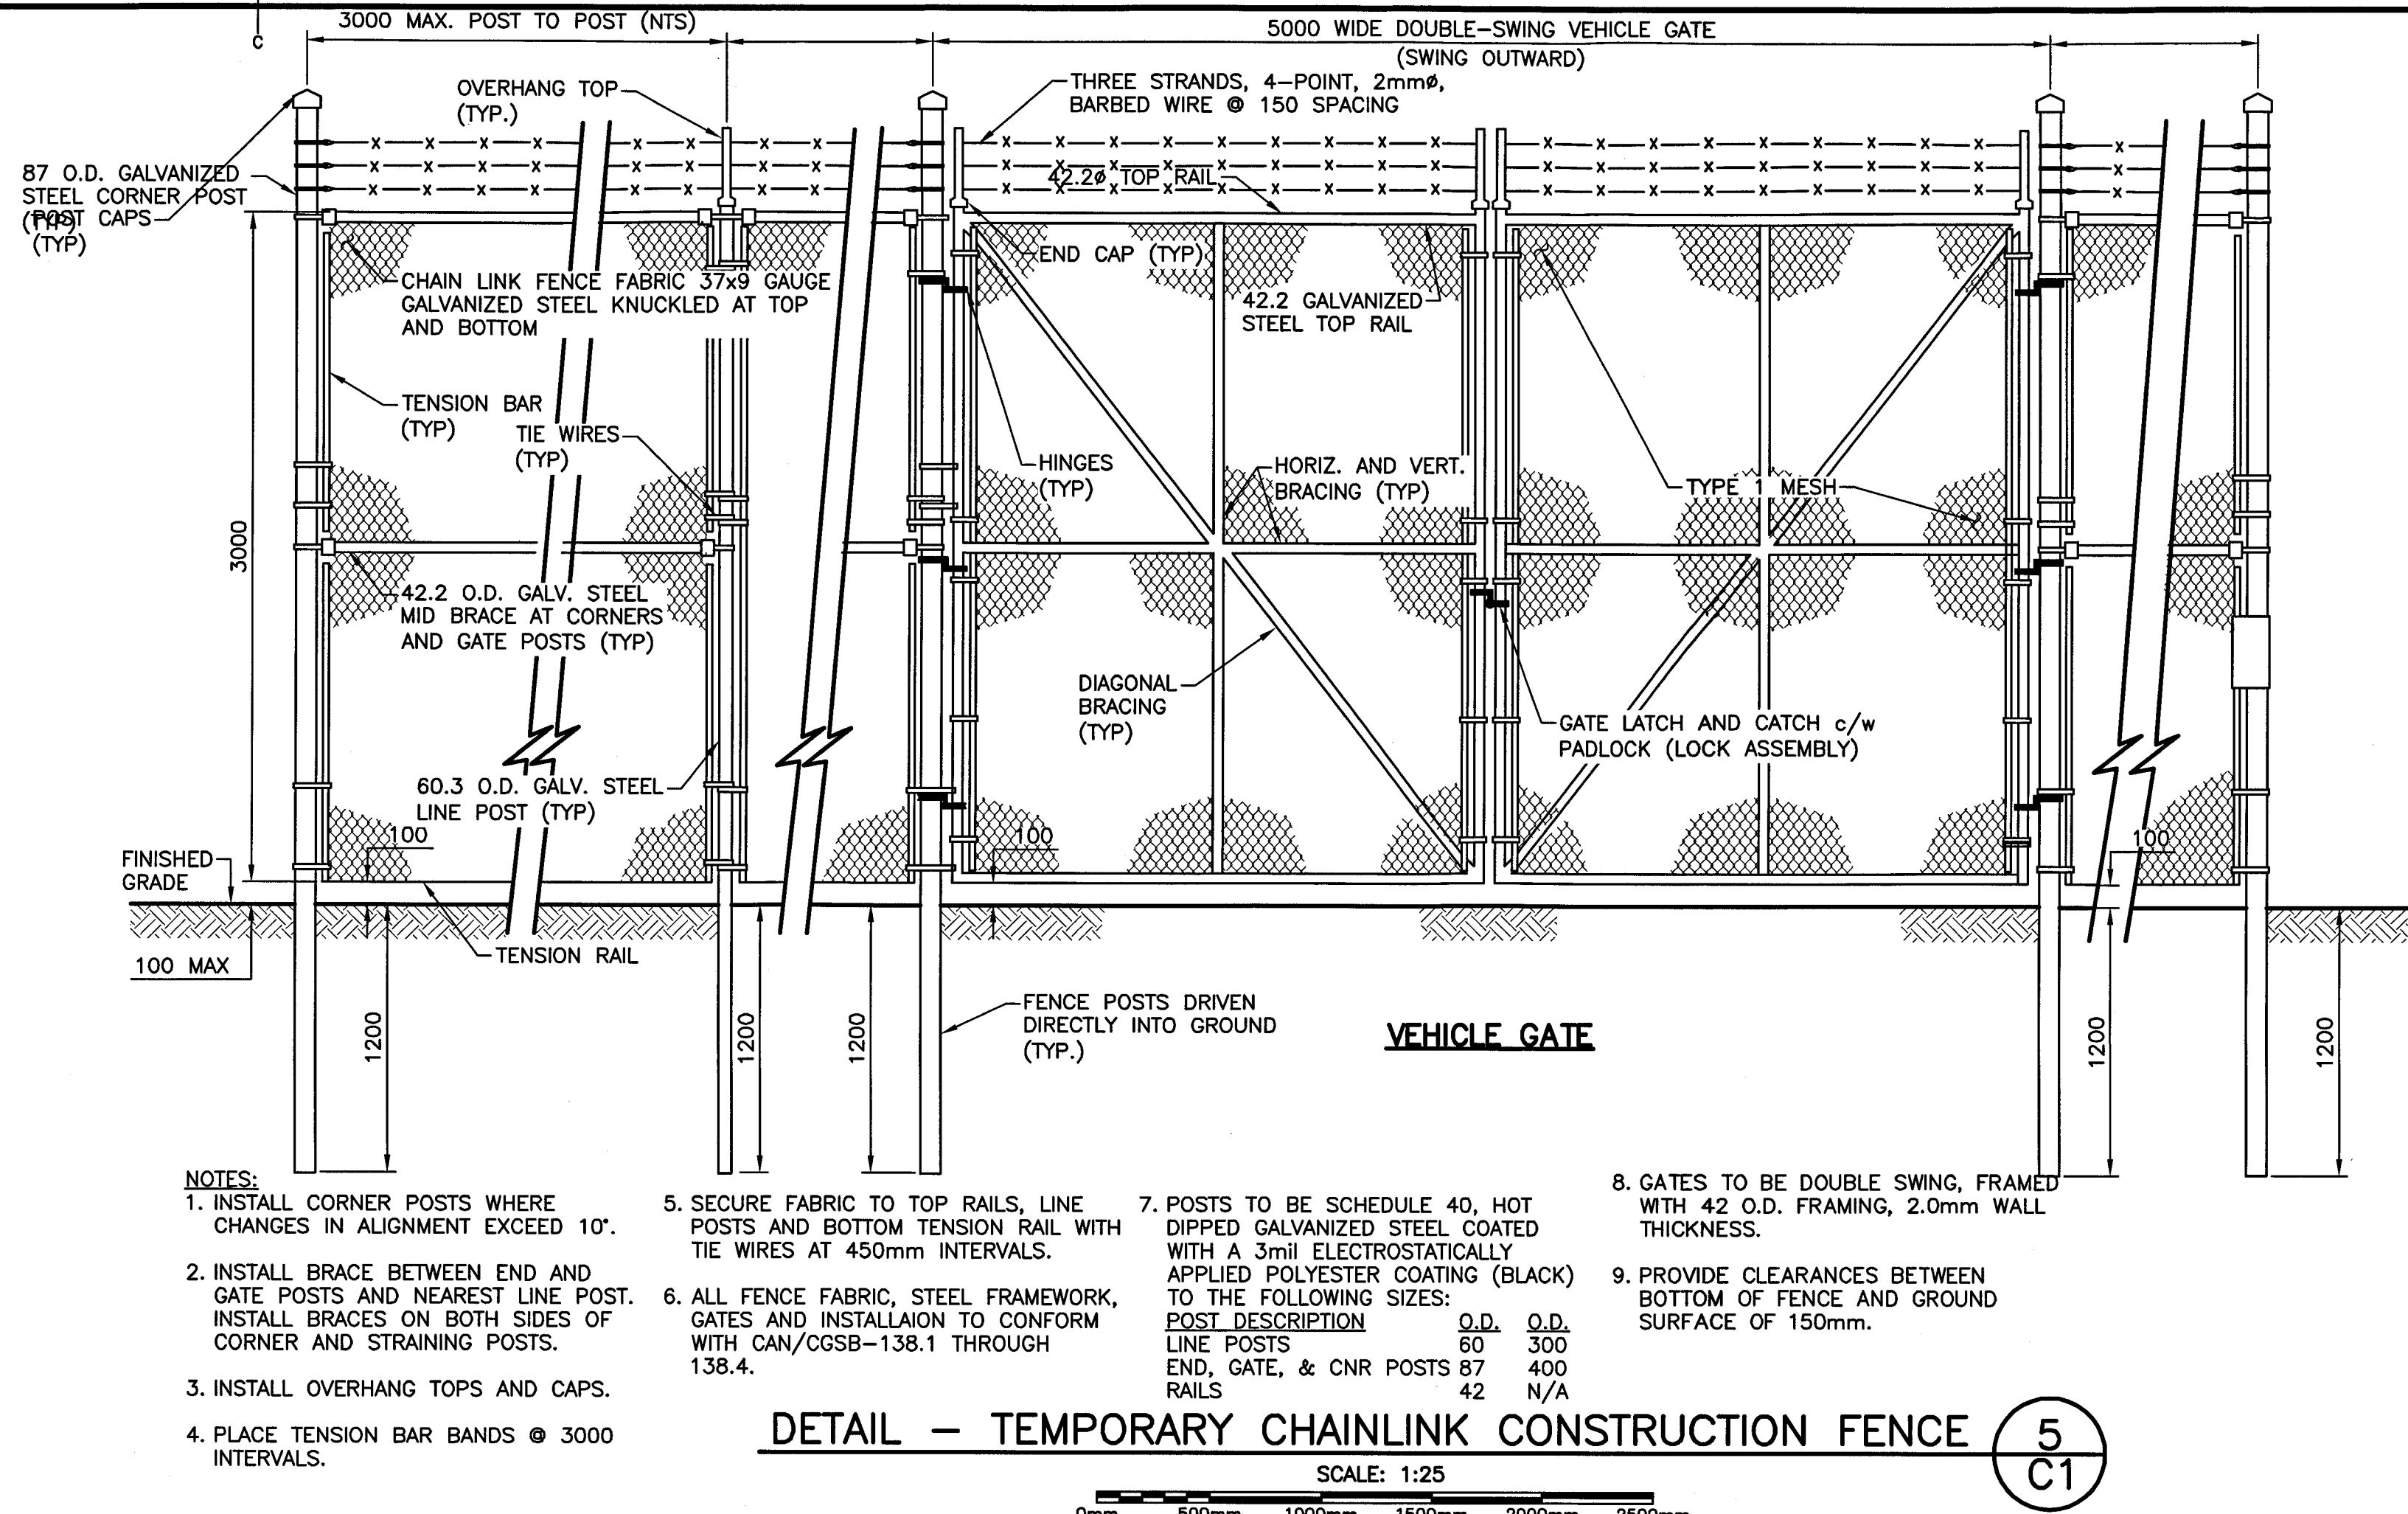 C
3000 MAX. POST TO POST (NTS)
5000 WIDE DOUBLE-SWING VEHICLE GATE
(SWING OUTWARD)
OVERHANG TOP
(TYP.)
THREE STRANDS, 4-POINT, 2mmø,
BARBED WIRE @ 150 SPACING
87 O.D. GALVANIZED
STEEL CORNER POST
(TYP)
POST CAPS
(TYP)
42.2ø TOP RAIL
END CAP (TYP)
CHAIN LINK FENCE FABRIC 37x9 GAUGE
GALVANIZED STEEL KNUCKLED AT TOP
AND BOTTOM
42.2 GALVANIZED
STEEL TOP RAIL
TENSION BAR
(TYP)
TIE WIRES
(TYP)
HINGES
(TYP)
HORIZ. AND VERT.
BRACING (TYP)
TYPE 1 MESH
3000
42.2 O.D. GALV. STEEL
MID BRACE AT CORNERS
AND GATE POSTS (TYP)
DIAGONAL
BRACING
(TYP)
GATE LATCH AND CATCH c/w
PADLOCK (LOCK ASSEMBLY)
60.3 O.D. GALV. STEEL
LINE POST (TYP)
100
100
100
FINISHED
GRADE
TENSION RAIL
100 MAX
FENCE POSTS DRIVEN
DIRECTLY INTO GROUND
(TYP.)
VEHICLE GATE
1200
1200
1200
1200
1200
NOTES:
1. INSTALL CORNER POSTS WHERE
CHANGES IN ALIGNMENT EXCEED 10°.
2. INSTALL BRACE BETWEEN END AND
GATE POSTS AND NEAREST LINE POST.
INSTALL BRACES ON BOTH SIDES OF
CORNER AND STRAINING POSTS.
3. INSTALL OVERHANG TOPS AND CAPS.
4. PLACE TENSION BAR BANDS @ 3000
INTERVALS.
5. SECURE FABRIC TO TOP RAILS, LINE
POSTS AND BOTTOM TENSION RAIL WITH
TIE WIRES AT 450mm INTERVALS.
6. ALL FENCE FABRIC, STEEL FRAMEWORK,
GATES AND INSTALLAION TO CONFORM
WITH CAN/CGSB-138.1 THROUGH
138.4.
7. POSTS TO BE SCHEDULE 40, HOT
DIPPED GALVANIZED STEEL COATED
WITH A 3mil ELECTROSTATICALLY
APPLIED POLYESTER COATING (BLACK)
TO THE FOLLOWING SIZES:
POST DESCRIPTION O.D. O.D.
LINE POSTS 60 300
END, GATE, & CNR POSTS 87 400
RAILS 42 N/A
8. GATES TO BE DOUBLE SWING, FRAMED
WITH 42 O.D. FRAMING, 2.0mm WALL
THICKNESS.
9. PROVIDE CLEARANCES BETWEEN
BOTTOM OF FENCE AND GROUND
SURFACE OF 150mm.
DETAIL - TEMPORARY CHAINLINK CONSTRUCTION FENCE
5
C1
SCALE: 1:25
0mm 500mm 1000mm 1500mm 2000mm 2500mm